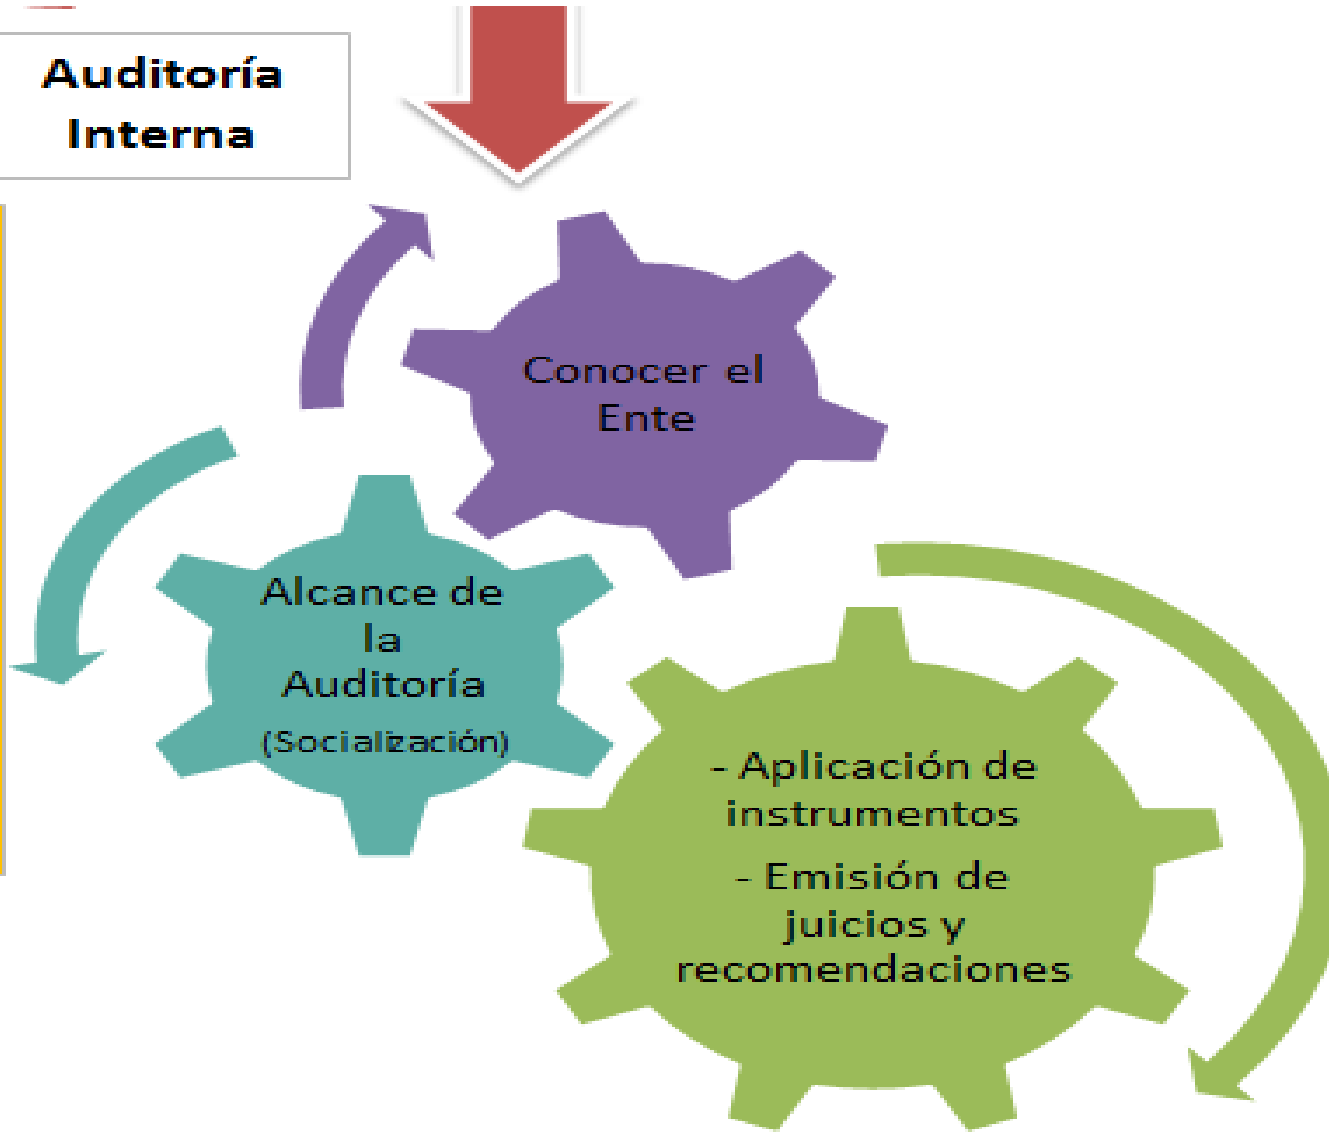 Auditoría
Interna
Conocer el
Ente
Alcance de
la
Auditoría
(Socialización)
- Aplicación de
instrumentos
- Emisión de
juicios y
recomendaciones